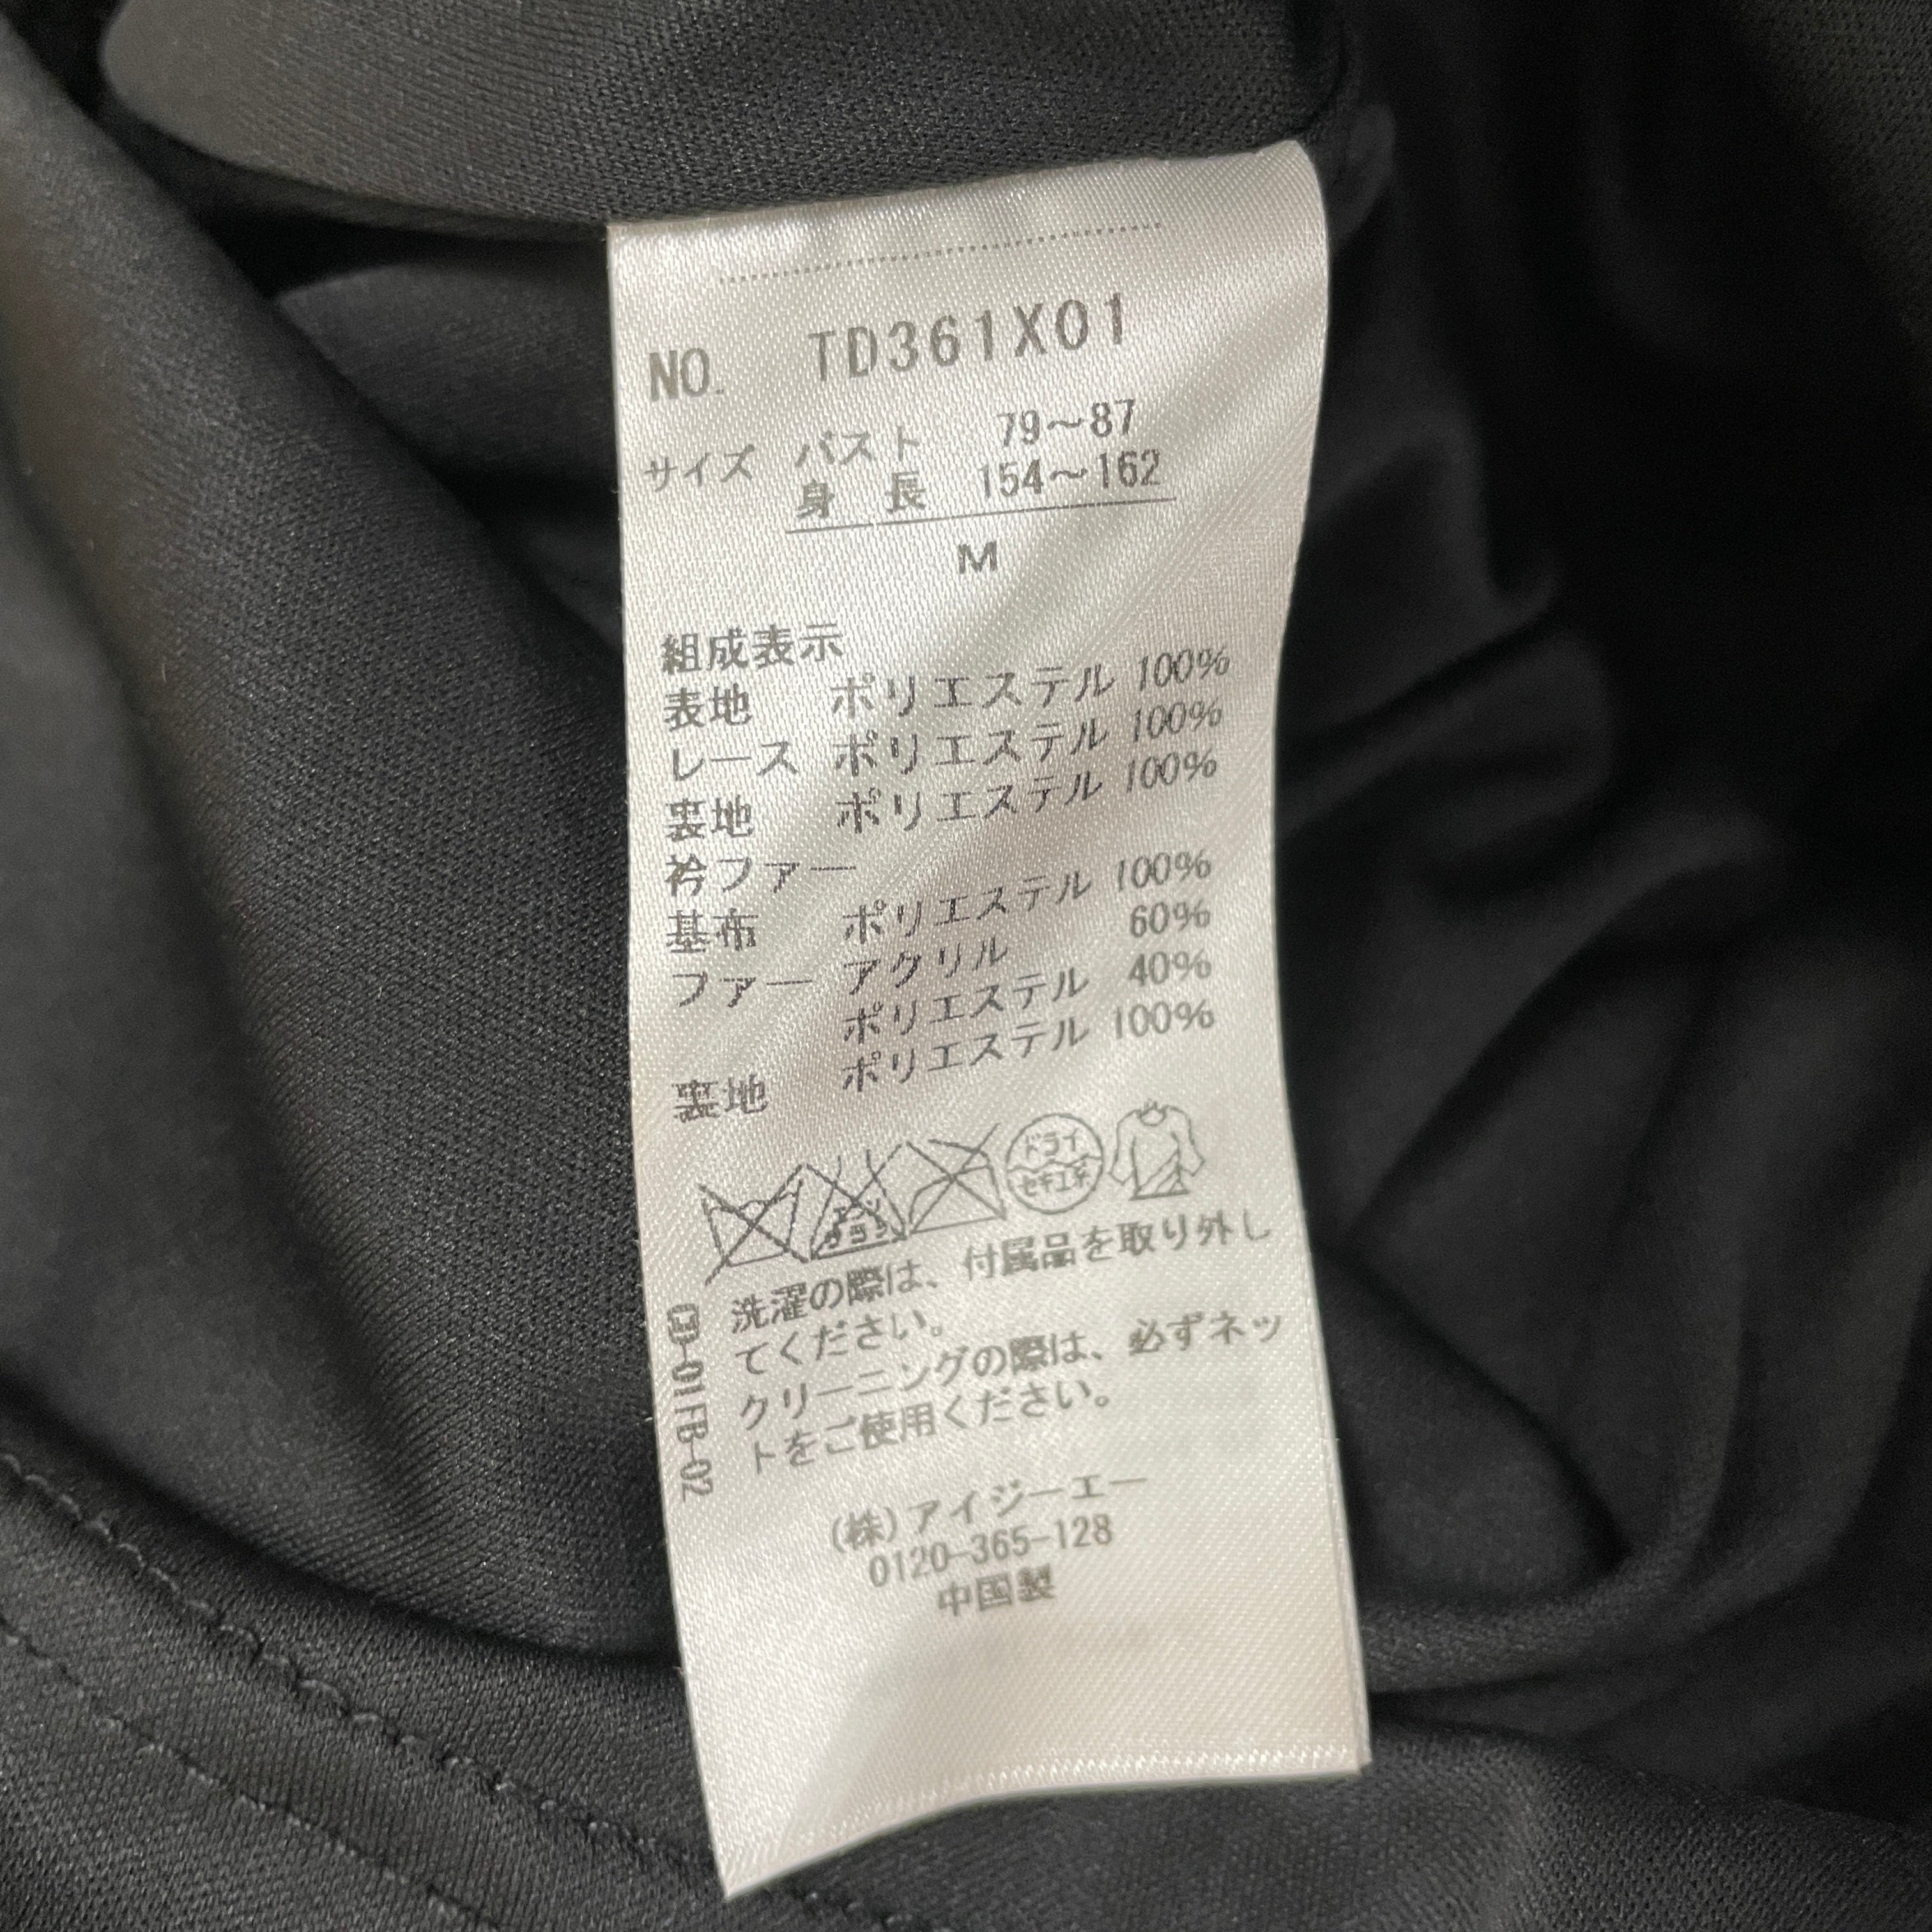 NO. TD361X01
サイズ バスト 79～87
身長 154～162
M
組成表示
表地 ポリエステル 100%
レース ポリエステル 100%
裏地 ポリエステル 100%
衿ファー
基布 ポリエステル 100%
ファー アクリル 60%
ポリエステル 40%
裏地 ポリエステル 100%
エンソ
サラシ
ドライ
セキユ系
洗濯の際は、付属品を取り外し
てください。
クリーニングの際は、必ずネッ
トをご使用ください。
-01FB-02
(株)アイジーエー
0120-365-128
中国製